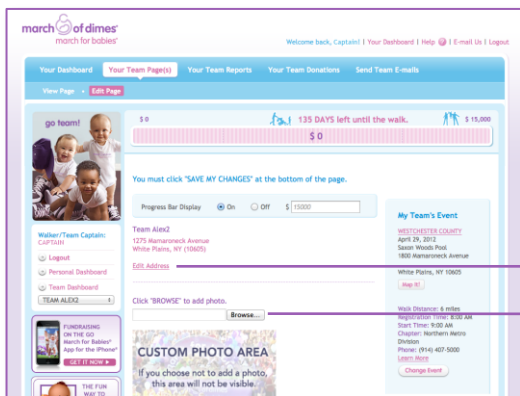 march of dimes®
march for babies®
Welcome back, Captain! | Your Dashboard | Help | E-mail Us | Logout
Your Dashboard Your Team Page(s) Your Team Reports Your Team Donations Send Team E-mails
View Page • Edit Page
go team!
$ 0 135 DAYS left until the walk. $ 15,000
$ 0
You must click "SAVE MY CHANGES" at the bottom of the page.
Progress Bar Display On Off $ 15000
Team Alex2
1275 Mamaroneck Avenue
White Plains, NY (10605)
Edit Address
Click "BROWSE" to add photo.
Browse...
CUSTOM PHOTO AREA
If you choose not to add a photo,
this area will not be visible.
Walker/Team Captain:
CAPTAIN
Logout
Personal Dashboard
Team Dashboard
TEAM ALEX2
FUNDRAISING
ON THE GO
March for Babies®
App for the iPhone®
GET IT NOW
THE FUN
WAY TO
My Team's Event
WESTCHESTER COUNTY
April 29, 2012
Saxon Woods Pool
1800 Mamaroneck Avenue
White Plains, NY 10605
Map It!
Walk Distance: 6 miles
Registration Time: 8:00 AM
Start Time: 9:00 AM
Chapter: Northern Metro
Division
Phone: (914) 407-5000
Learn More
Change Event